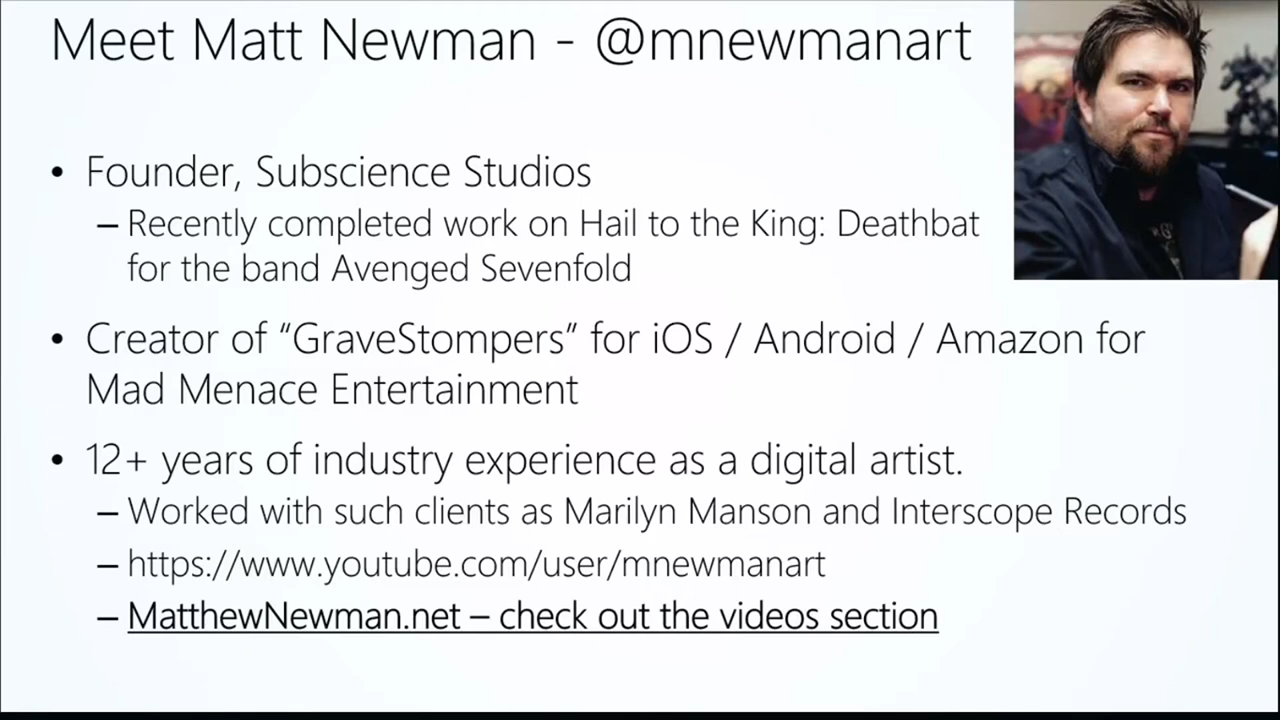 Meet Matt Newman - @mnewmanart
• Founder, Subscience Studios
– Recently completed work on Hail to the King: Deathbat
for the band Avenged Sevenfold
• Creator of “GraveStompers” for iOS / Android / Amazon for
Mad Menace Entertainment
• 12+ years of industry experience as a digital artist.
– Worked with such clients as Marilyn Manson and Interscope Records
– https://www.youtube.com/user/mnewmanart
– MatthewNewman.net – check out the videos section